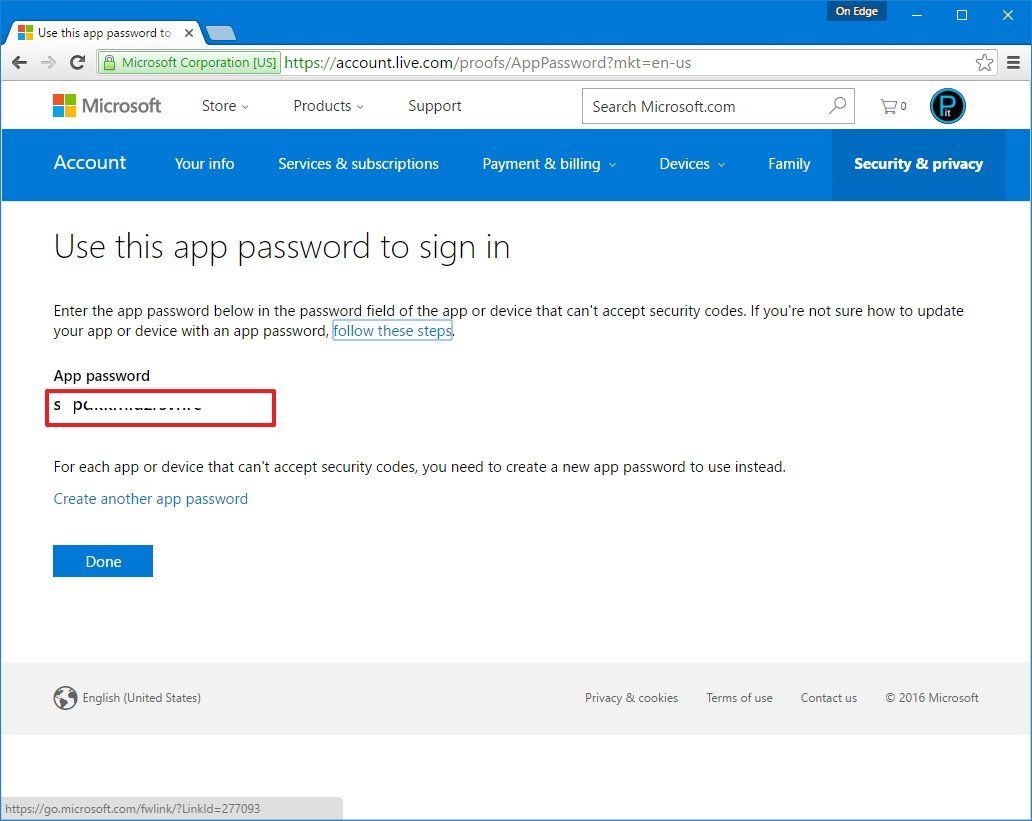 On Edge
Use this app password to
Microsoft Corporation [US] https://account.live.com/proofs/AppPassword?mkt=en-us
Microsoft Store Products Support Search Microsoft.com 0 Pit
Account Your info Services & subscriptions Payment & billing Devices Family Security & privacy
Use this app password to sign in
Enter the app password below in the password field of the app or device that can't accept security codes. If you're not sure how to update
your app or device with an app password, follow these steps.
App password
For each app or device that can't accept security codes, you need to create a new app password to use instead.
Create another app password
Done
English (United States) Privacy & cookies Terms of use Contact us © 2016 Microsoft
https://go.microsoft.com/fwlink/?LinkId=277093